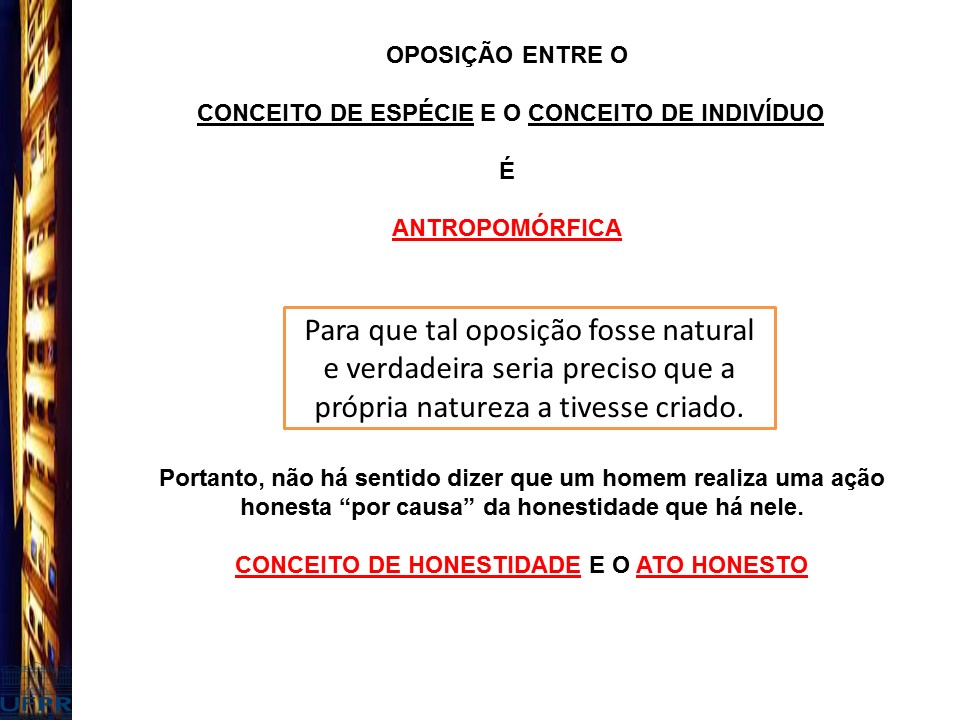 OPOSIÇÃO ENTRE O
CONCEITO DE ESPÉCIE E O CONCEITO DE INDIVÍDUO
É
ANTROPOMÓRFICA
Para que tal oposição fosse natural
e verdadeira seria preciso que a
própria natureza a tivesse criado.
Portanto, não há sentido dizer que um homem realiza uma ação
honesta “por causa” da honestidade que há nele.
CONCEITO DE HONESTIDADE E O ATO HONESTO
UFPR